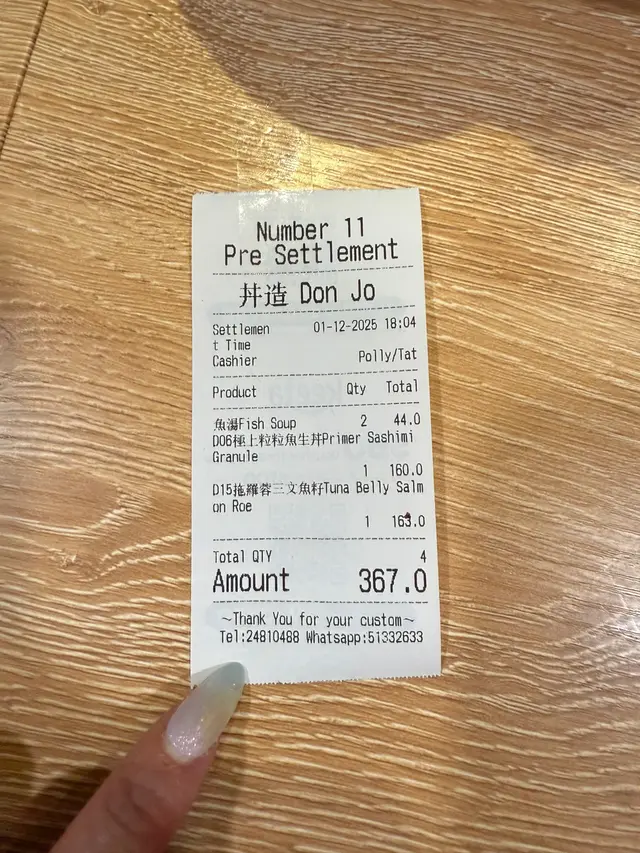 Number 11
Pre Settlement
丼造 Don Jo
Settlemen 01-12-2025 18:04
t Time
Cashier Polly/Tat
Product Qty Total
魚湯Fish Soup 2 44.0
D06極上粒粒魚生丼Primer Sashimi
Granule
1 160.0
D15拖羅蓉三文魚籽Tuna Belly Salm
on Roe
1 163.0
Total QTY 4
Amount 367.0
~Thank You for your custom~
Tel:24810488 Whatsapp:51332633